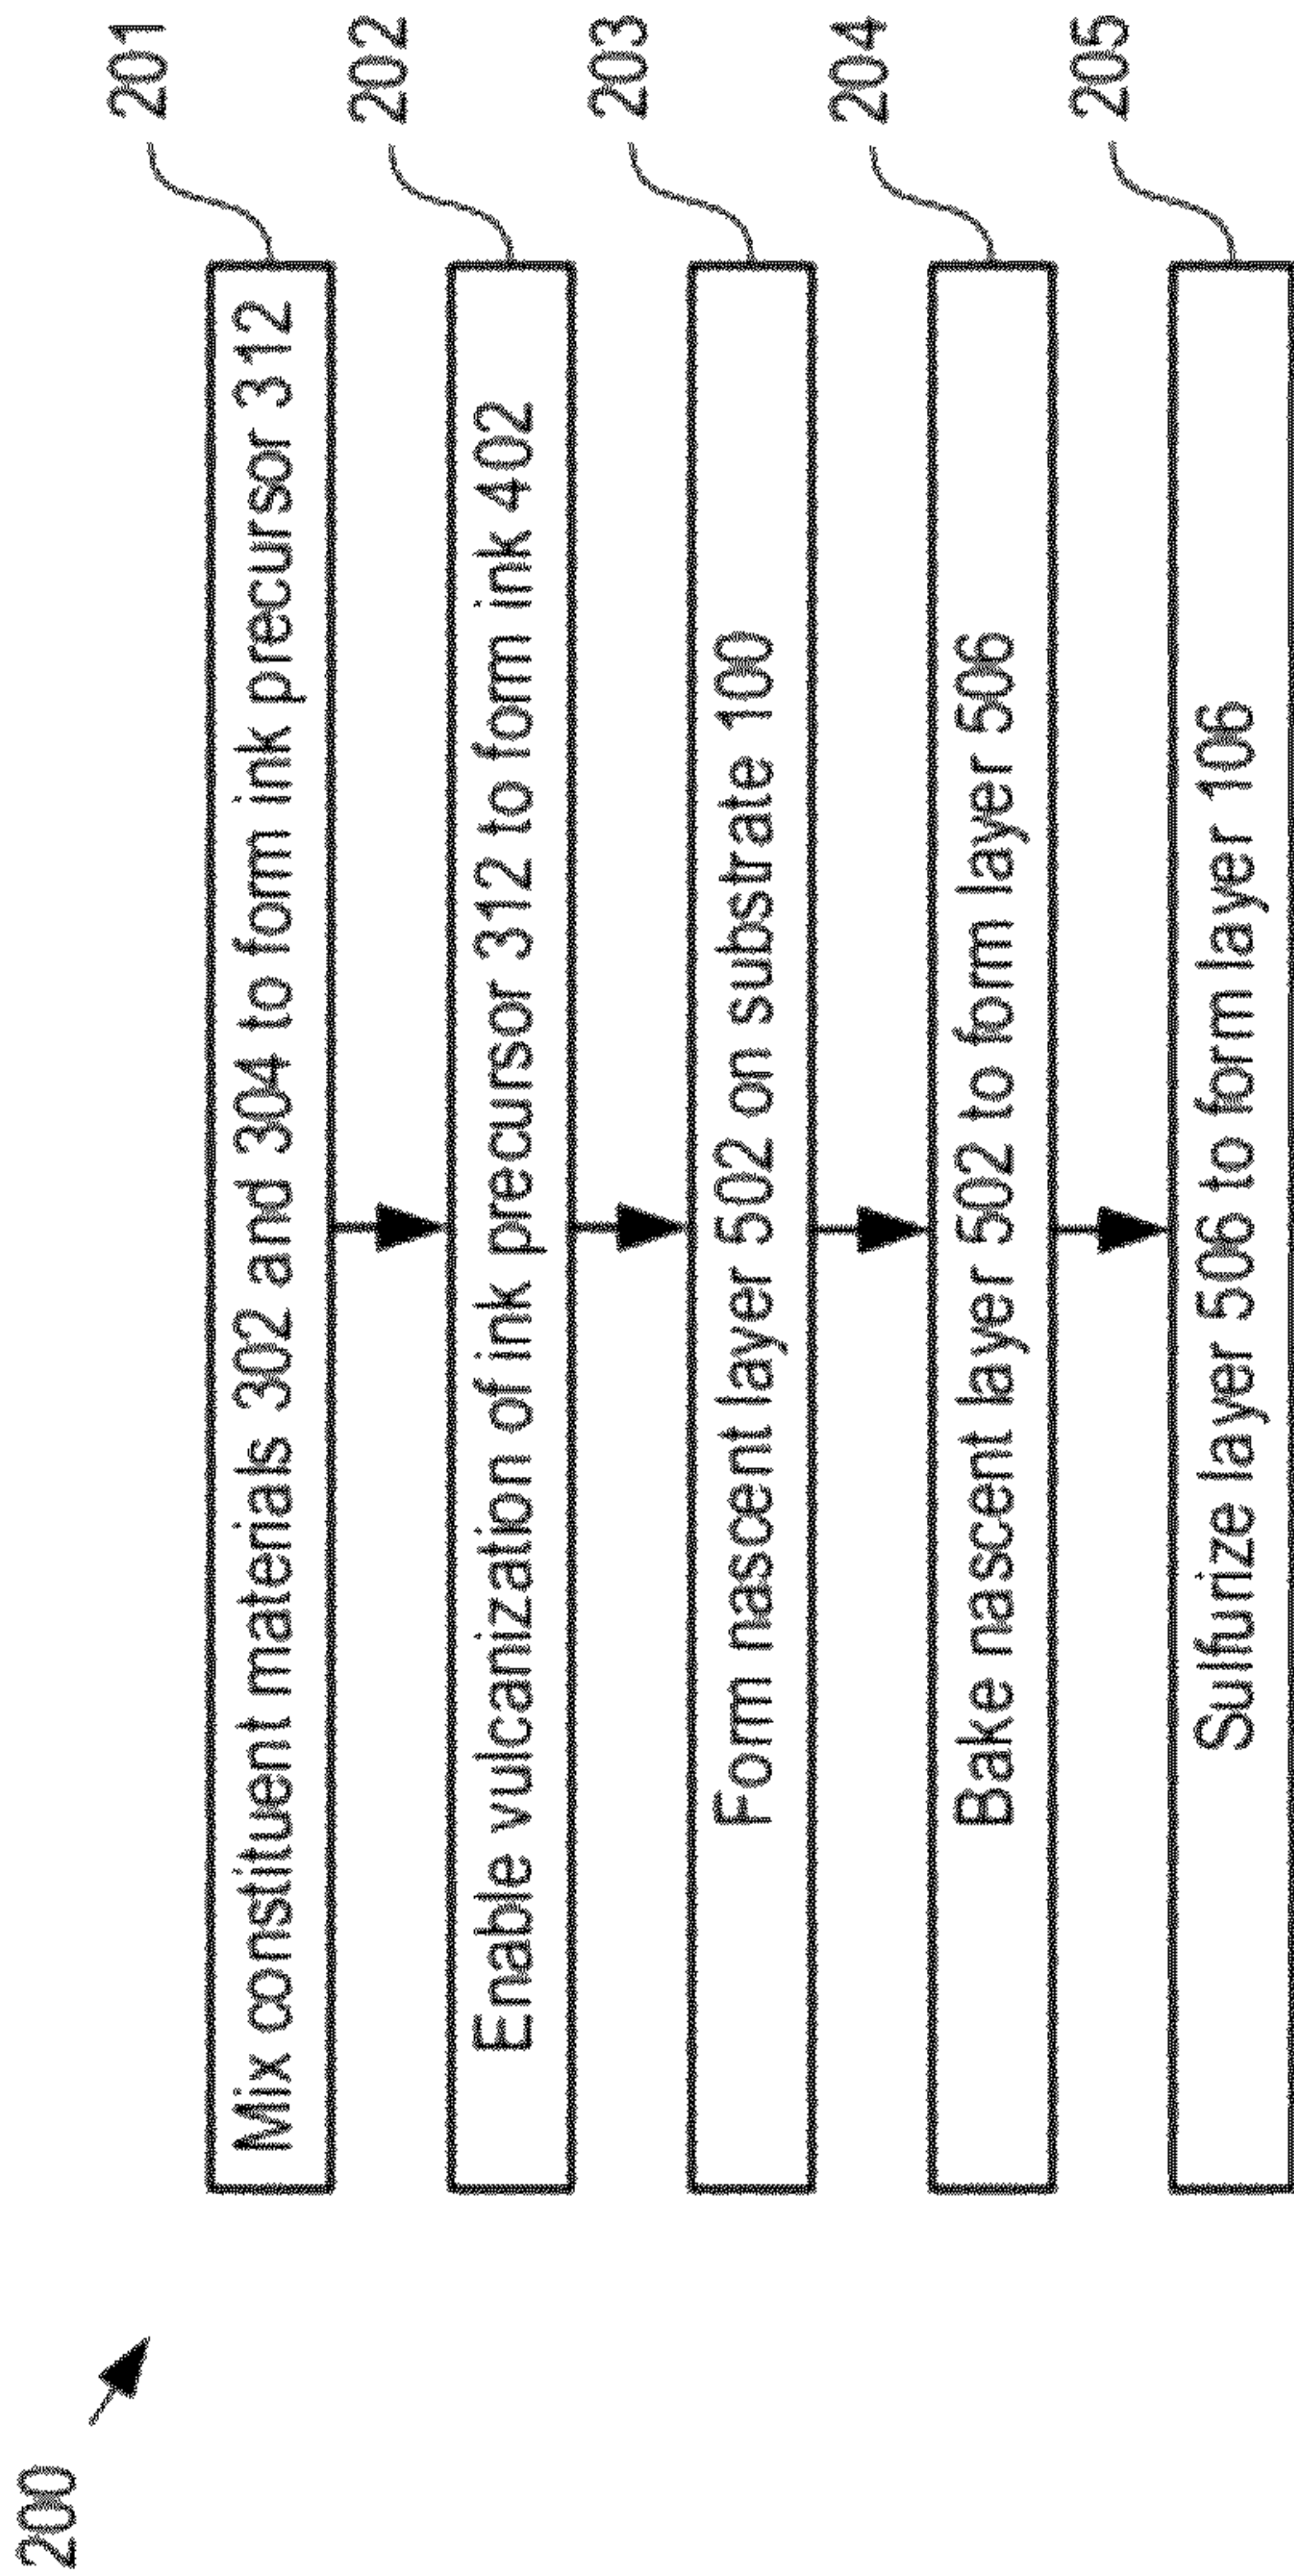 200
Mix constituent materials 302 and 304 to form ink precursor 312
201
Enable vulcanization of ink precursor 312 to form ink 402
202
Form nascent layer 502 on substrate 100
203
Bake nascent layer 502 to form layer 506
204
Sulfurize layer 506 to form layer 106
205